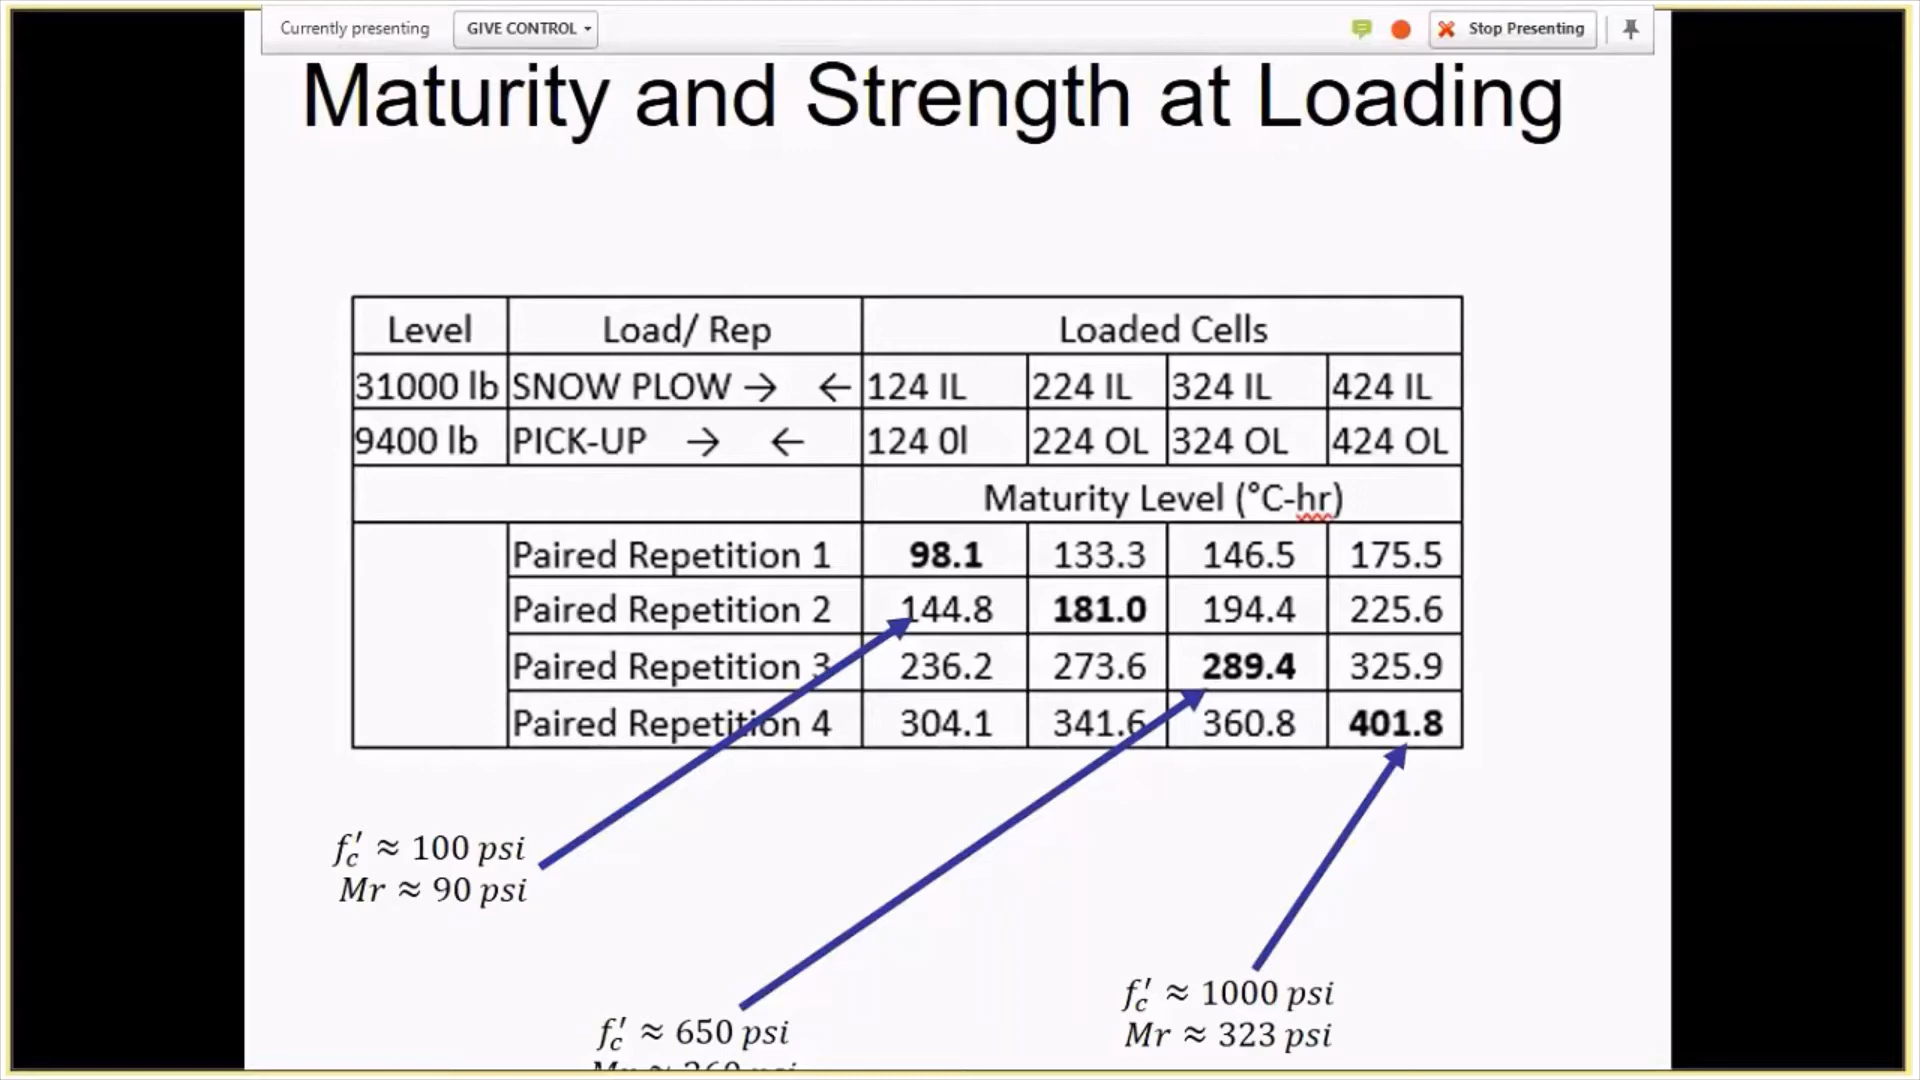 Currently presenting GIVE CONTROL Stop Presenting
Maturity and Strength at Loading
Level Load/ Rep Loaded Cells
31000 lb SNOW PLOW → ← 124 IL 224 IL 324 IL 424 IL
9400 lb PICK-UP → ← 124 0l 224 OL 324 OL 424 OL
Maturity Level (°C-hr)
Paired Repetition 1 98.1 133.3 146.5 175.5
Paired Repetition 2 144.8 181.0 194.4 225.6
Paired Repetition 3 236.2 273.6 289.4 325.9
Paired Repetition 4 304.1 341.6 360.8 401.8
f'c ≈ 100 psi
Mr ≈ 90 psi
f'c ≈ 650 psi
f'c ≈ 1000 psi
Mr ≈ 323 psi